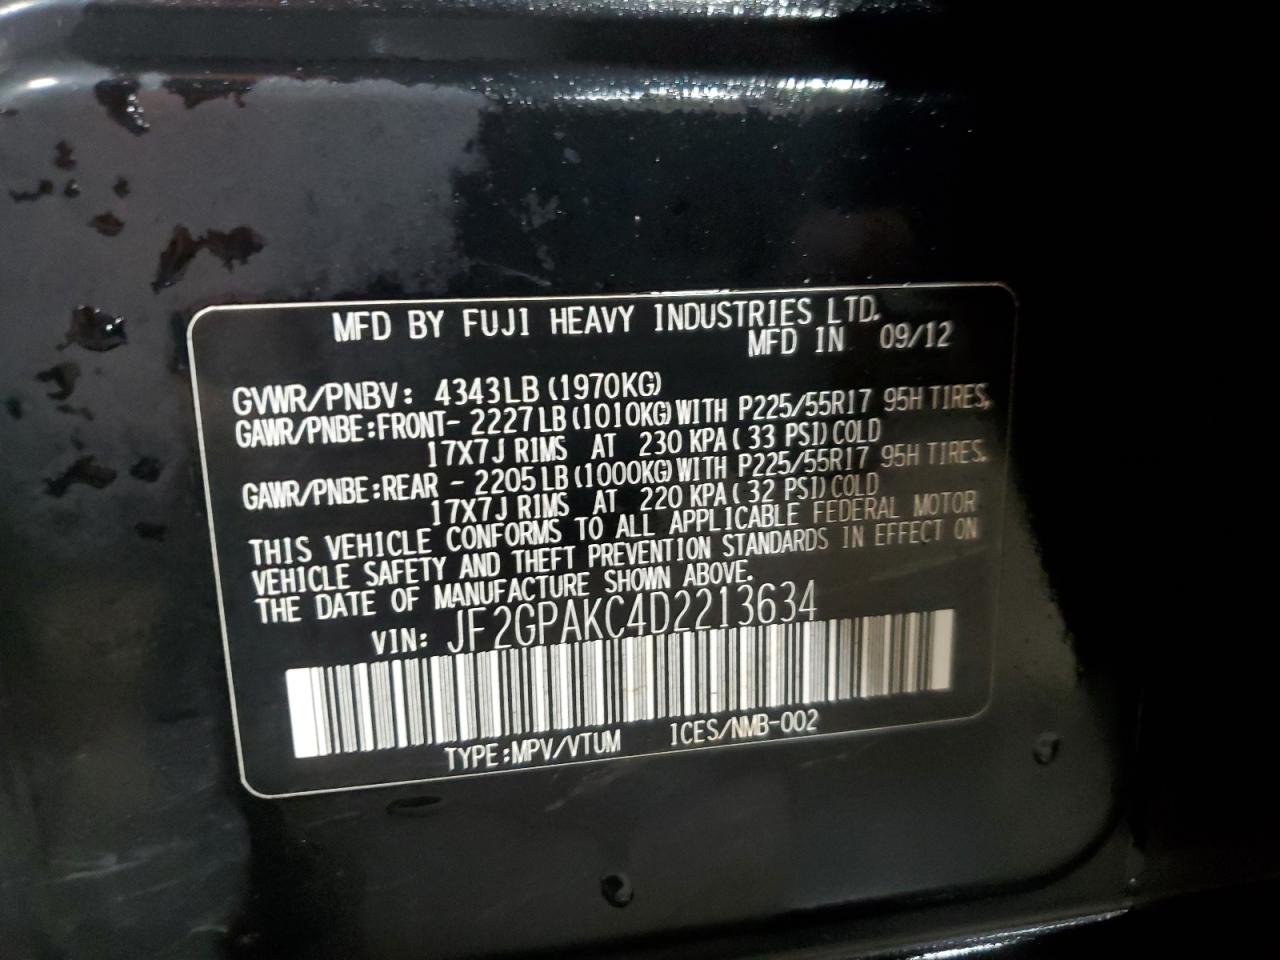 MFD BY FUJI HEAVY INDUSTRIES LTD.
MFD IN 09/12
GVWR/PNBV: 4343LB (1970KG)
GAWR/PNBE:FRONT- 2227LB (1010KG) WITH P225/55R17 95H TIRES,
17X7J RIMS AT 230 KPA ( 33 PSI) COLD
GAWR/PNBE:REAR - 2205LB (1000KG) WITH P225/55R17 95H TIRES.
17X7J RIMS AT 220 KPA ( 32 PSI) COLD
THIS VEHICLE CONFORMS TO ALL APPLICABLE FEDERAL MOTOR
VEHICLE SAFETY AND THEFT PREVENTION STANDARDS IN EFFECT ON
THE DATE OF MANUFACTURE SHOWN ABOVE.
VIN: JF2GPAKC4D2213634
TYPE:MPV/VTUM ICES/NMB-002